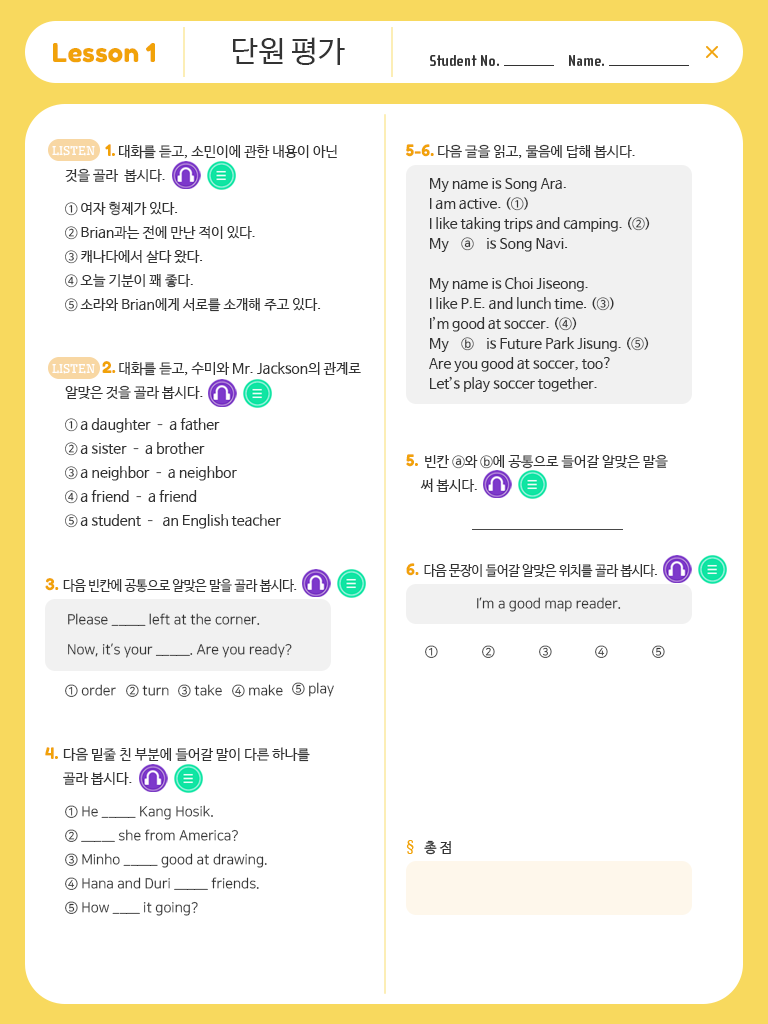 Lesson 1
단원 평가
Student No. ______ Name. __________
×
LISTEN 1. 대화를 듣고, 소민이에 관한 내용이 아닌
것을 골라 봅시다.
① 여자 형제가 있다.
② Brian과는 전에 만난 적이 있다.
③ 캐나다에서 살다 왔다.
④ 오늘 기분이 꽤 좋다.
⑤ 소라와 Brian에게 서로를 소개해 주고 있다.
LISTEN 2. 대화를 듣고, 수미와 Mr. Jackson의 관계로
알맞은 것을 골라 봅시다.
① a daughter - a father
② a sister - a brother
③ a neighbor - a neighbor
④ a friend - a friend
⑤ a student - an English teacher
3. 다음 빈칸에 공통으로 알맞은 말을 골라 봅시다.
Please _____ left at the corner.
Now, it's your _____. Are you ready?
① order ② turn ③ take ④ make ⑤ play
4. 다음 밑줄 친 부분에 들어갈 말이 다른 하나를
골라 봅시다.
① He _____ Kang Hosik.
② _____ she from America?
③ Minho _____ good at drawing.
④ Hana and Duri _____ friends.
⑤ How ____ it going?
5-6. 다음 글을 읽고, 물음에 답해 봅시다.
My name is Song Ara.
I am active. (①)
I like taking trips and camping. (②)
My ⓐ is Song Navi.
My name is Choi Jiseong.
I like P.E. and lunch time. (③)
I'm good at soccer. (④)
My ⓑ is Future Park Jisung. (⑤)
Are you good at soccer, too?
Let's play soccer together.
5. 빈칸 ⓐ와 ⓑ에 공통으로 들어갈 알맞은 말을
써 봅시다.
6. 다음 문장이 들어갈 알맞은 위치를 골라 봅시다.
I'm a good map reader.
① ② ③ ④ ⑤
§ 총 점